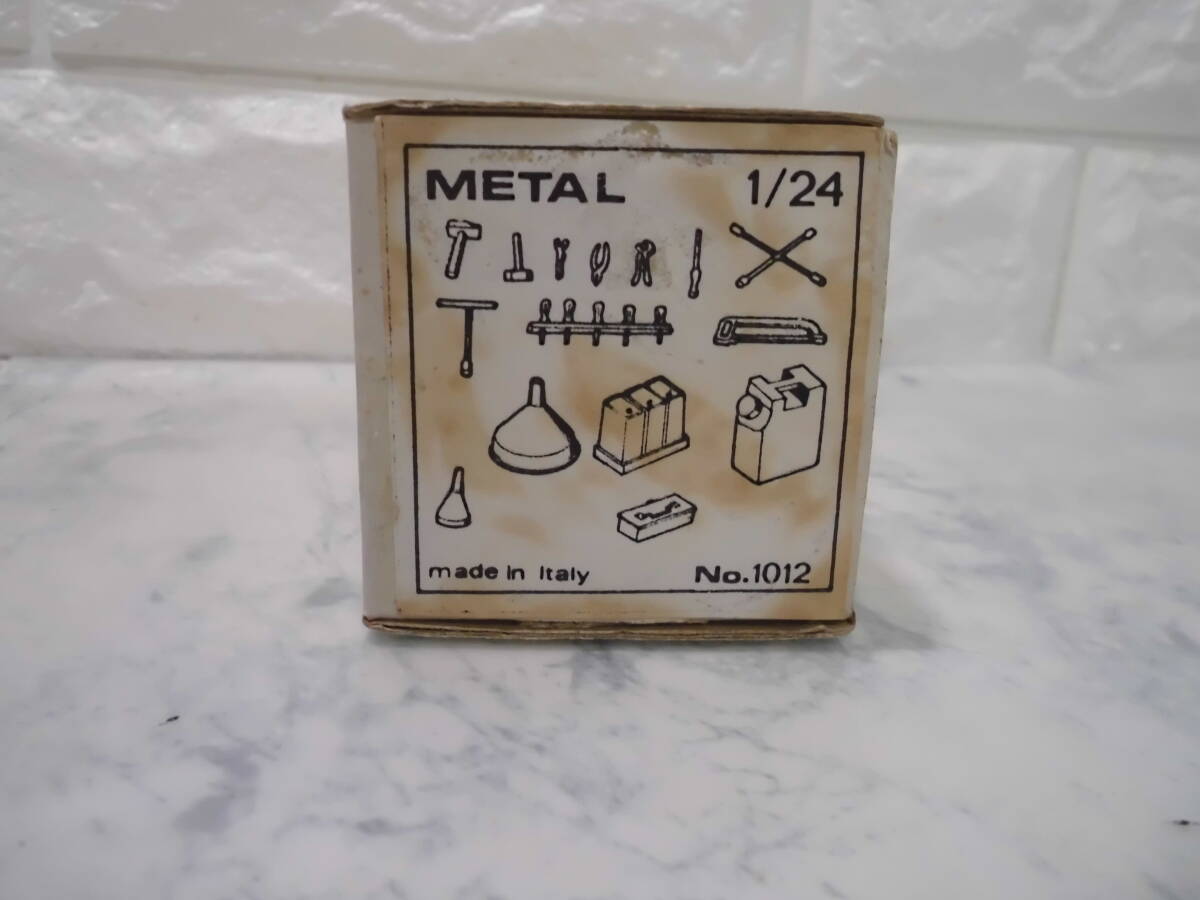 METAL 1/24
made in Italy No.1012